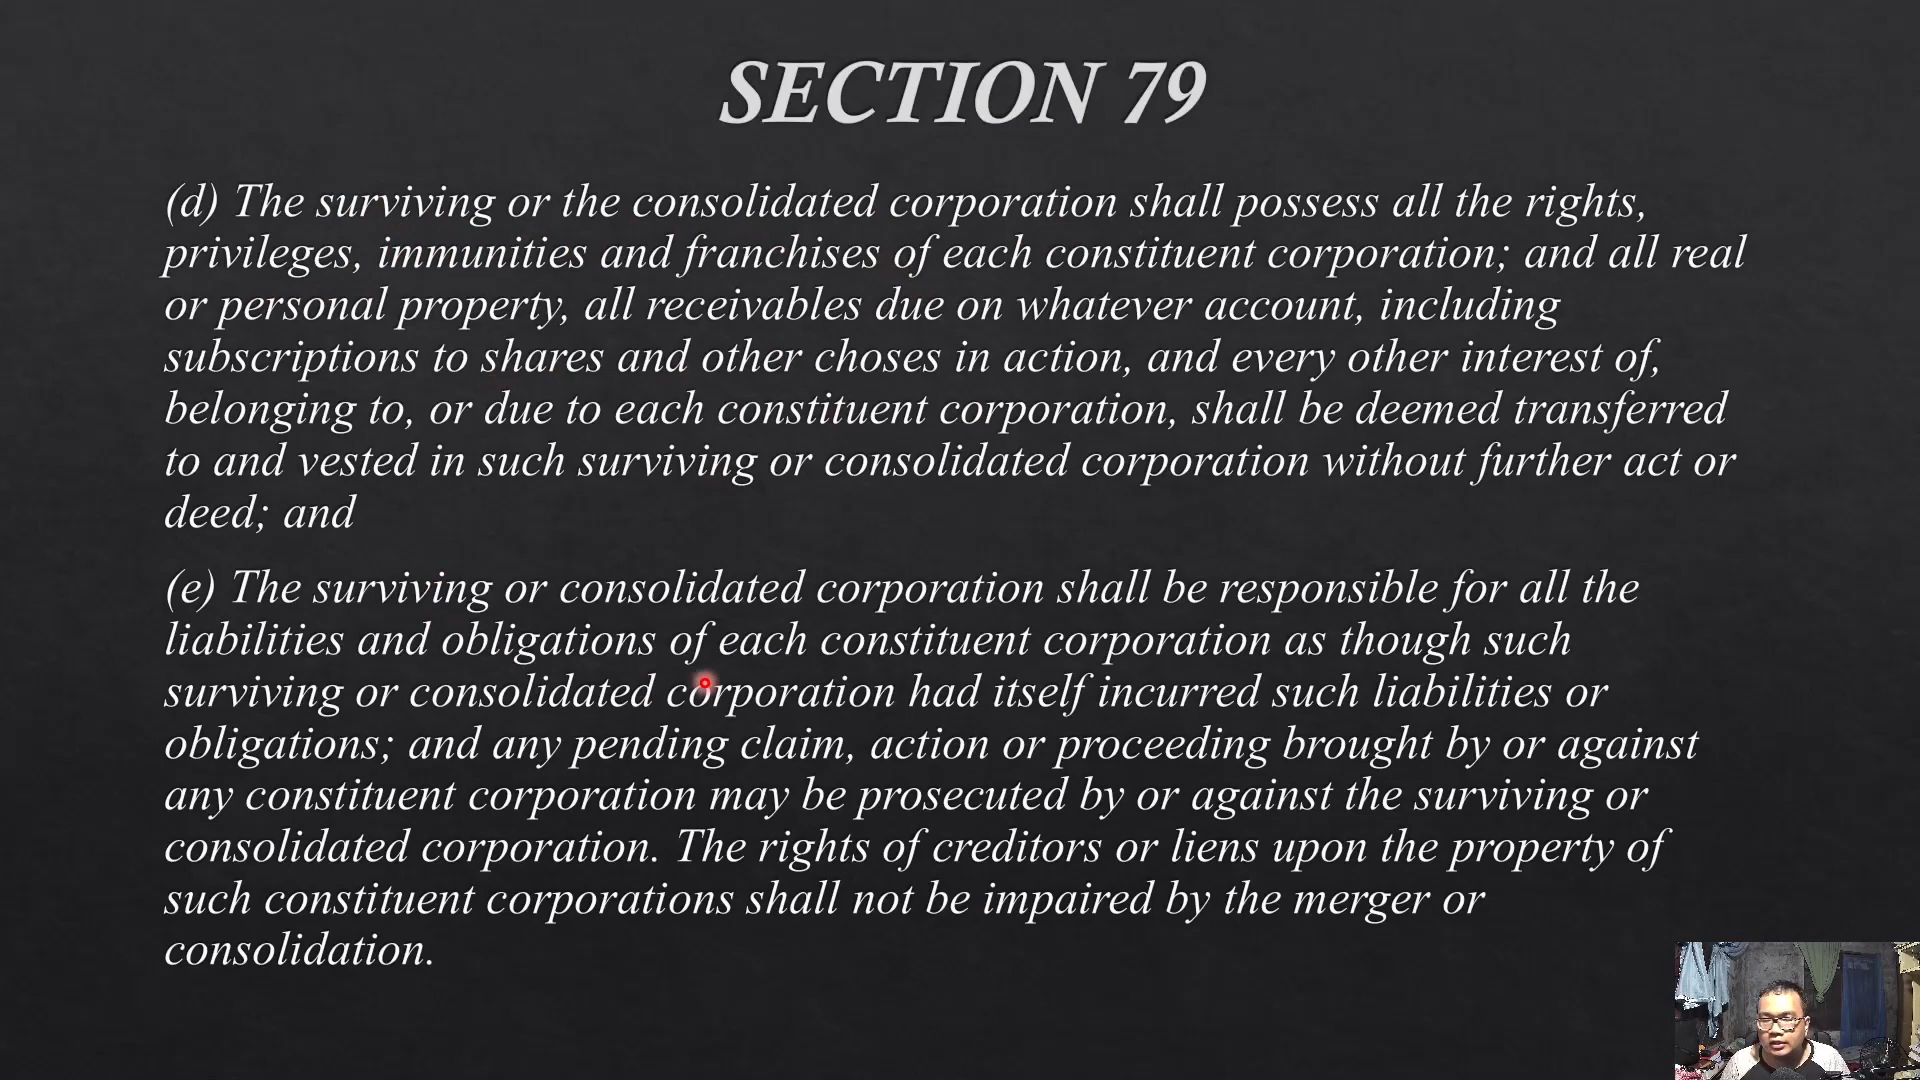 SECTION 79
(d) The surviving or the consolidated corporation shall possess all the rights,
privileges, immunities and franchises of each constituent corporation; and all real
or personal property, all receivables due on whatever account, including
subscriptions to shares and other choses in action, and every other interest of,
belonging to, or due to each constituent corporation, shall be deemed transferred
to and vested in such surviving or consolidated corporation without further act or
deed; and
(e) The surviving or consolidated corporation shall be responsible for all the
liabilities and obligations of each constituent corporation as though such
surviving or consolidated corporation had itself incurred such liabilities or
obligations; and any pending claim, action or proceeding brought by or against
any constituent corporation may be prosecuted by or against the surviving or
consolidated corporation. The rights of creditors or liens upon the property of
such constituent corporations shall not be impaired by the merger or
consolidation.